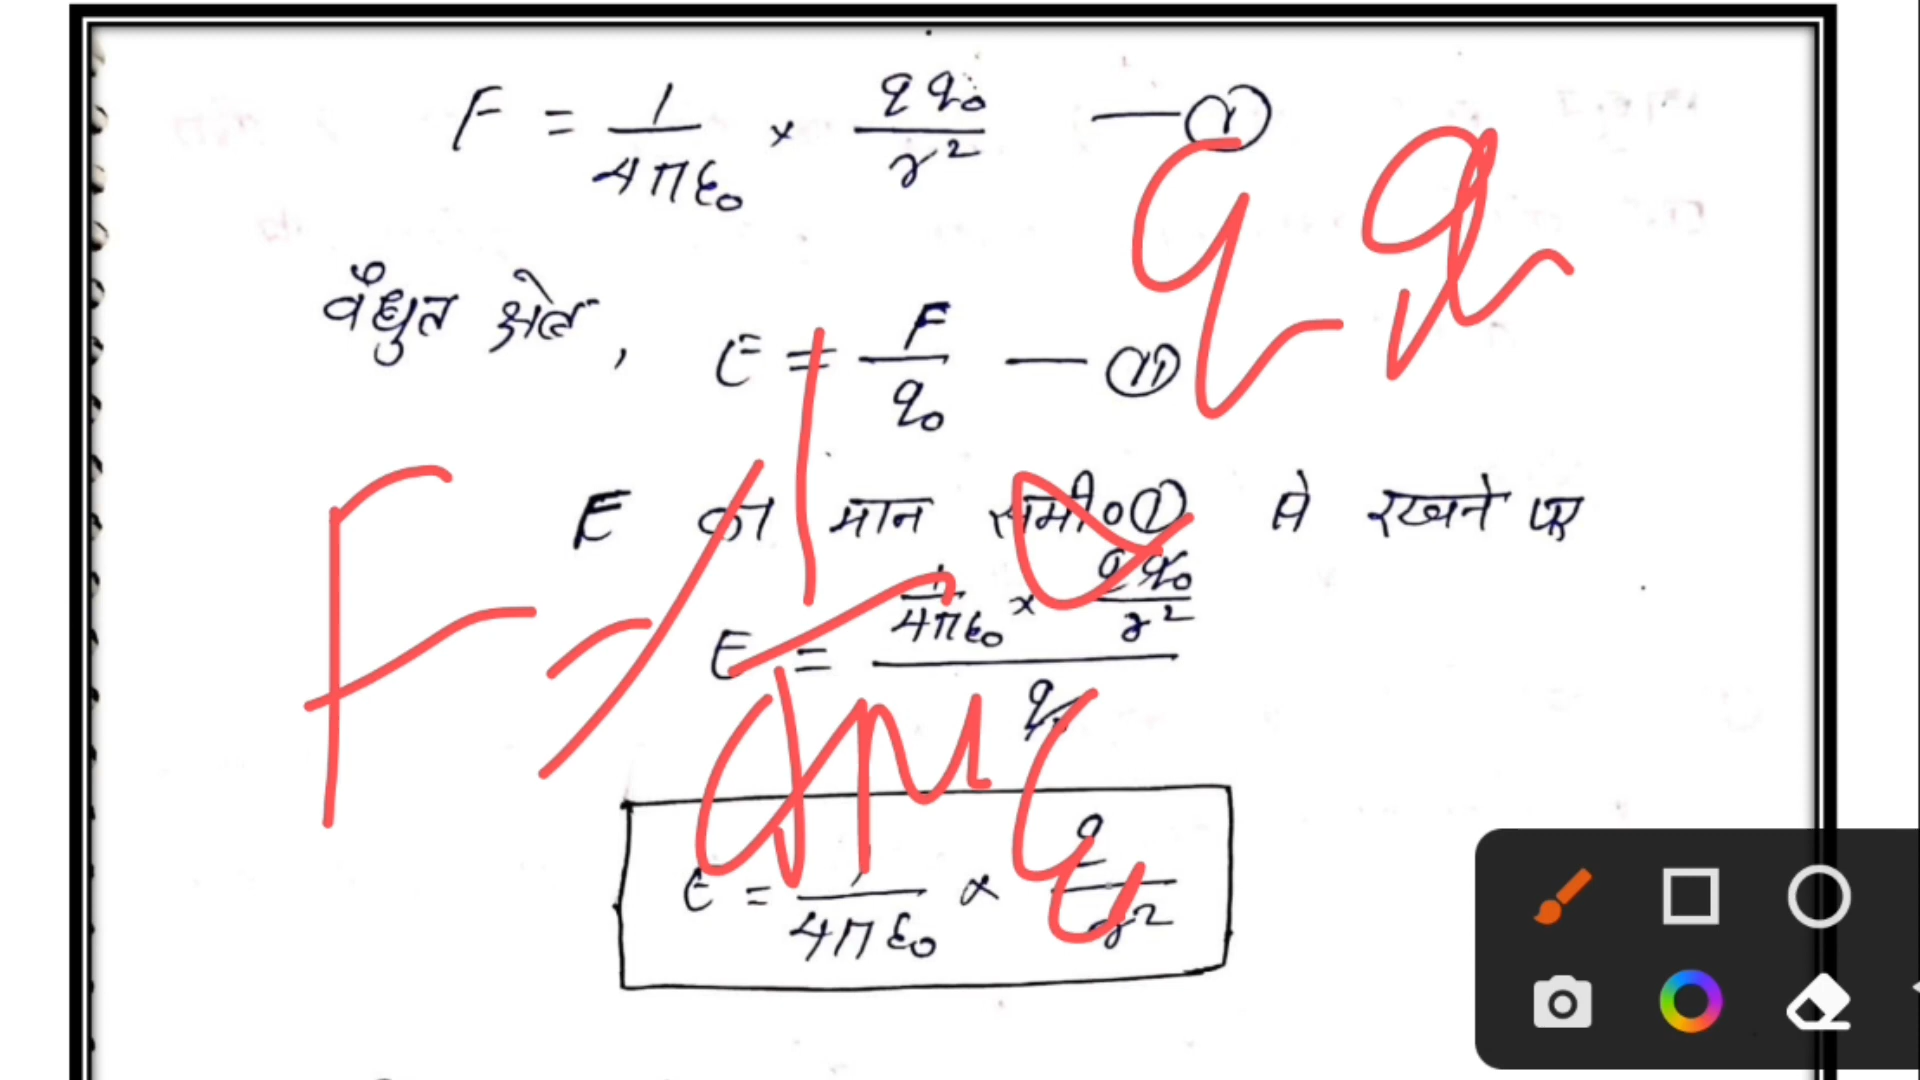 F = 1/4πε₀ × qq₀/r² — (i)
वैद्युत क्षेत्र, E = F/q₀ — (ii)
F का मान समी० (i) से रखने पर
E = 1/4πε₀ × qq₀/r² / q₀
E = 1/4πε₀ × q/r²